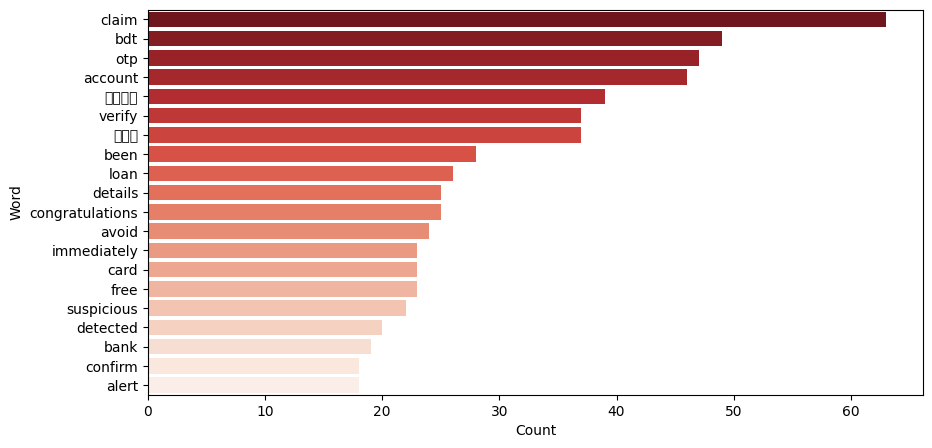 claim
bdt
otp
account
verify
been
loan
details
congratulations
avoid
immediately
card
free
suspicious
detected
bank
confirm
alert
Word
0 10 20 30 40 50 60
Count